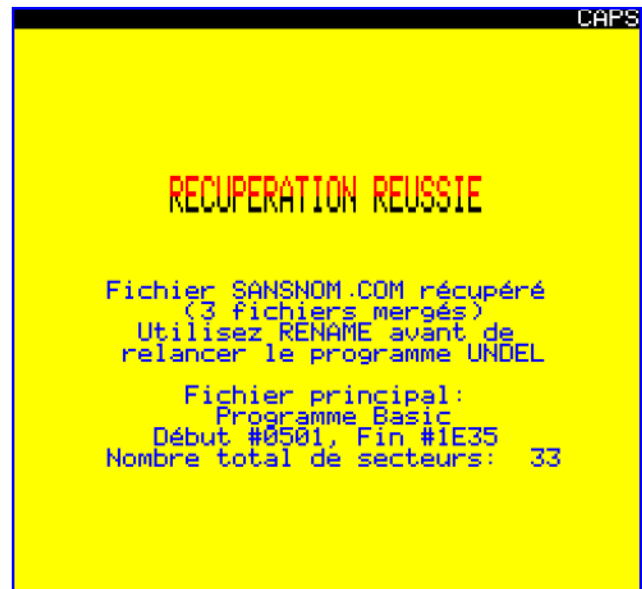 CAPS
RECUPERATION REUSSIE
Fichier SANSNOM.COM récupéré
(3 fichiers mergés)
Utilisez RENAME avant de
relancer le programme UNDEL
Fichier principal:
Programme Basic
Début #0501, Fin #1E35
Nombre total de secteurs: 33